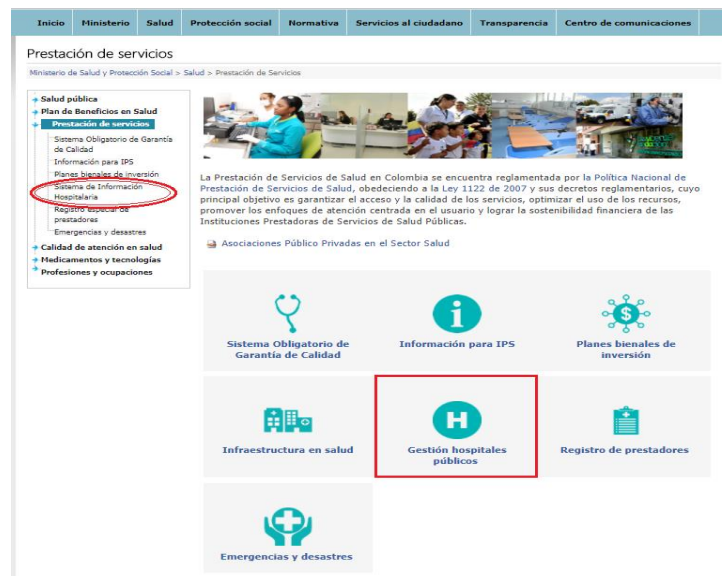 Inicio Ministerio Salud Protección social Normativa Servicios al ciudadano Transparencia Centro de comunicaciones
Prestación de servicios
Ministerio de Salud y Protección Social > Salud > Prestación de Servicios
Salud pública
Plan de Beneficios en Salud
Prestación de servicios
Sistema Obligatorio de Garantía
de Calidad
Información para IPS
Planes bienales de inversión
Sistema de Información
Hospitalaria
Registro especial de
prestadores
Emergencias y desastres
Calidad de atención en salud
Medicamentos y tecnologías
Profesiones y ocupaciones
La Prestación de Servicios de Salud en Colombia se encuentra reglamentada por la Política Nacional de
Prestación de Servicios de Salud, obedeciendo a la Ley 1122 de 2007 y sus decretos reglamentarios, cuyo
principal objetivo es garantizar el acceso y la calidad de los servicios, optimizar el uso de los recursos,
promover los enfoques de atención centrada en el usuario y lograr la sostenibilidad financiera de las
Instituciones Prestadoras de Servicios de Salud Públicas.
Asociaciones Público Privadas en el Sector Salud
Sistema Obligatorio de
Garantía de Calidad
Información para IPS
Planes bienales de
inversión
Infraestructura en salud
H
Gestión hospitales
públicos
Registro de prestadores
Emergencias y desastres